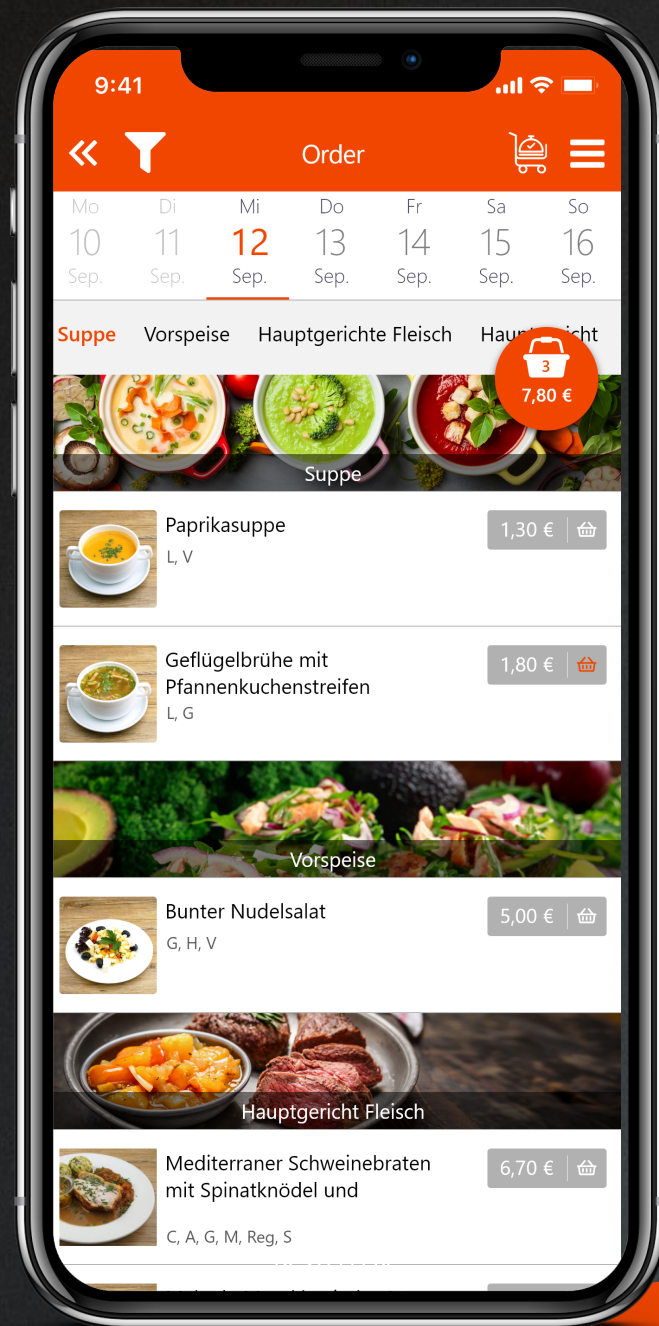 9:41
Order
Mo Di Mi Do Fr Sa So
10 11 12 13 14 15 16
Sep. Sep. Sep. Sep. Sep. Sep. Sep.
Suppe Vorspeise Hauptgerichte Fleisch
3
7,80 €
Suppe
Paprikasuppe 1,30 €
L, V
Geflügelbrühe mit 1,80 €
Pfannenkuchenstreifen
L, G
Vorspeise
Bunter Nudelsalat 5,00 €
G, H, V
Hauptgericht Fleisch
Mediterraner Schweinebraten 6,70 €
mit Spinatknödel und
C, A, G, M, Reg, S